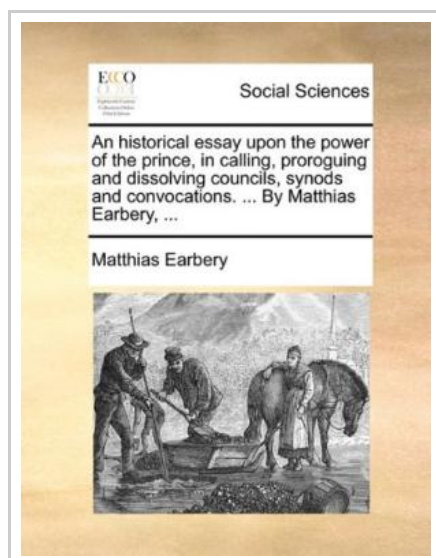 ECCO
Social Sciences
An historical essay upon the power
of the prince, in calling, proroguing
and dissolving councils, synods
and convocations. ... By Matthias
Earbery, ...
Matthias Earbery